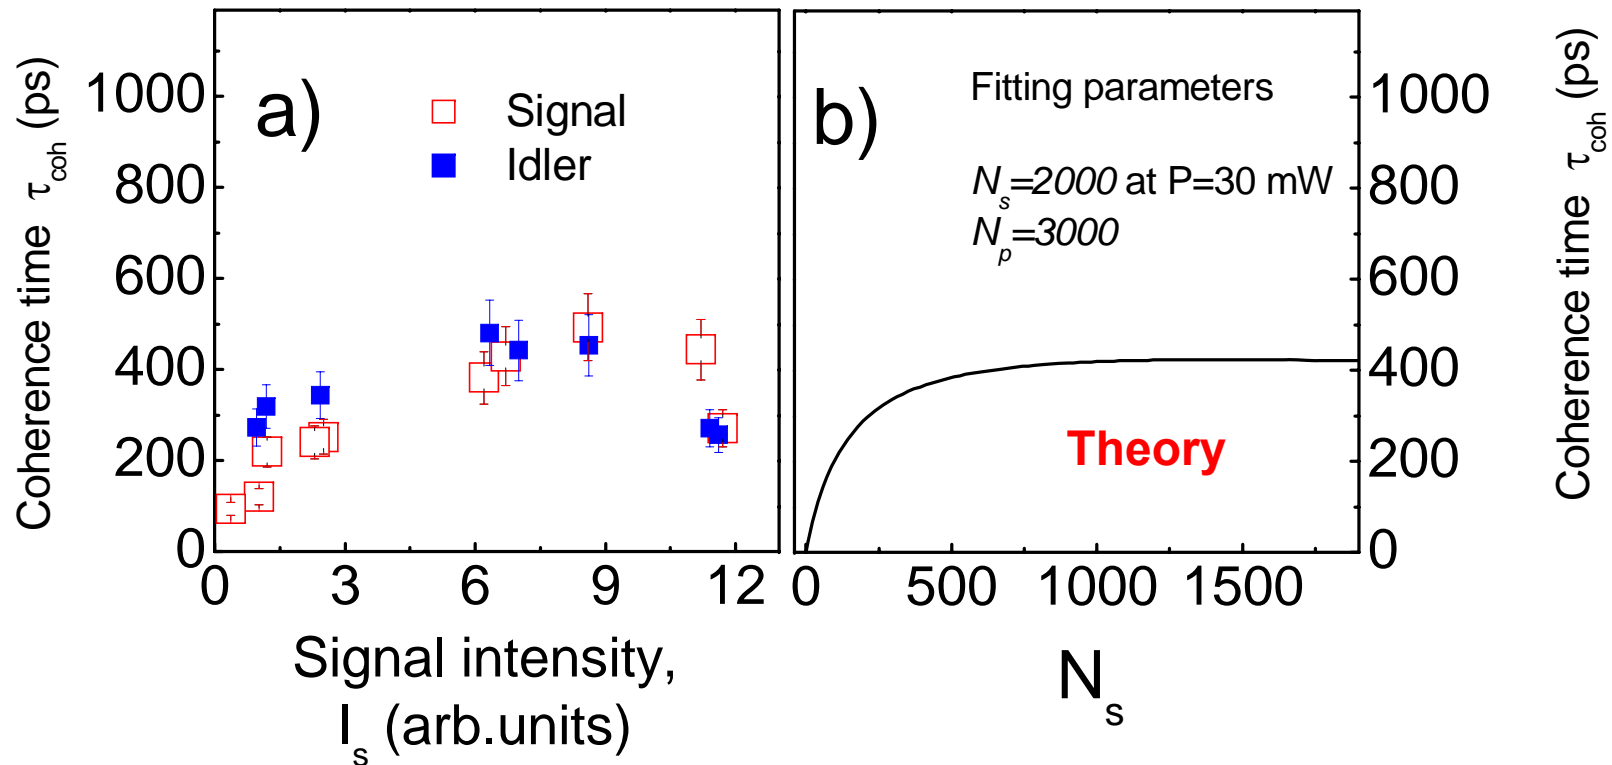 Coherence time τcoh (ps)
1000
800
600
400
200
0
a)
Signal
Idler
0 3 6 9 12
Signal intensity,
Is (arb.units)
b)
Fitting parameters
Ns=2000 at P=30 mW
Np=3000
Theory
0 500 1000 1500
Ns
1000
800
600
400
200
0
Coherence time τcoh (ps)